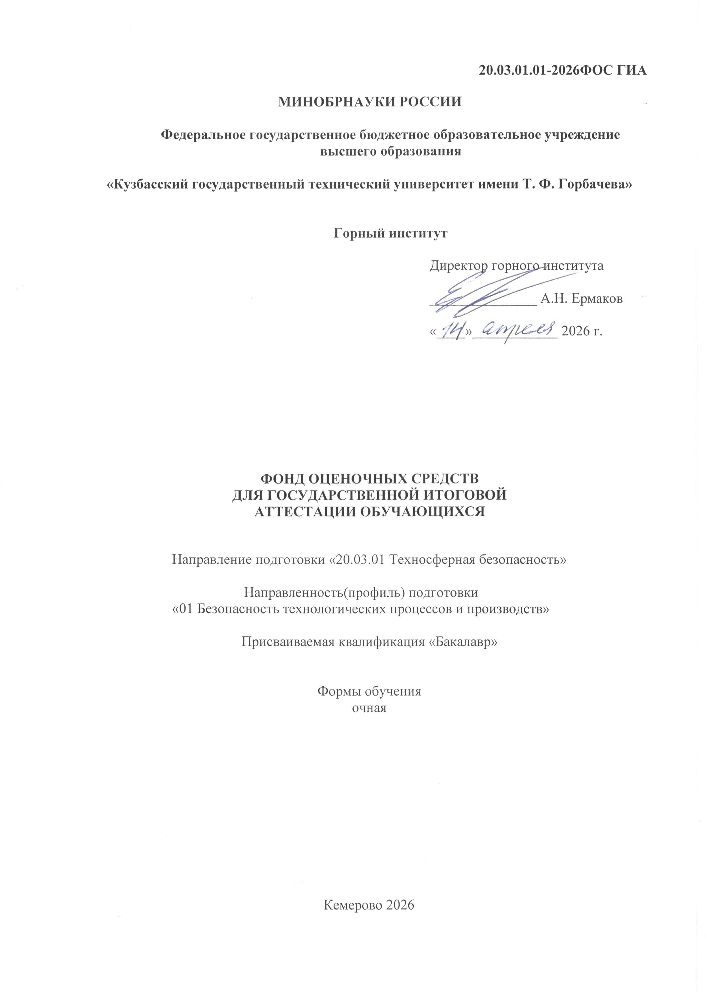 20.03.01.01-2026ФОС ГИА
МИНОБРНАУКИ РОССИИ
Федеральное государственное бюджетное образовательное учреждение
высшего образования
«Кузбасский государственный технический университет имени Т. Ф. Горбачева»
Горный институт
Директор горного института
А.Н. Ермаков
«14» апреля 2026 г.
ФОНД ОЦЕНОЧНЫХ СРЕДСТВ
ДЛЯ ГОСУДАРСТВЕННОЙ ИТОГОВОЙ
АТТЕСТАЦИИ ОБУЧАЮЩИХСЯ
Направление подготовки «20.03.01 Техносферная безопасность»
Направленность(профиль) подготовки
«01 Безопасность технологических процессов и производств»
Присваиваемая квалификация «Бакалавр»
Формы обучения
очная
Кемерово 2026